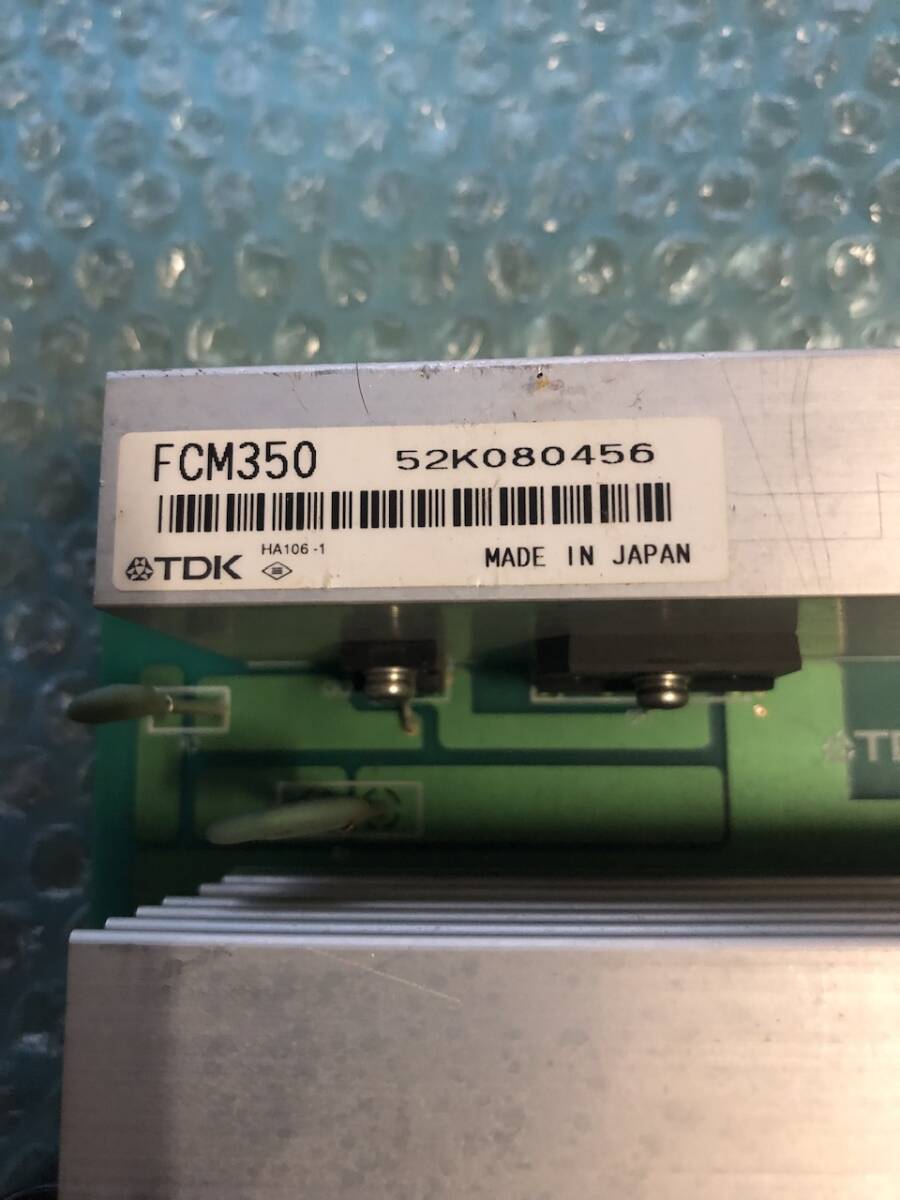 FCM350 52K080456
HA106-1
TDK MADE IN JAPAN